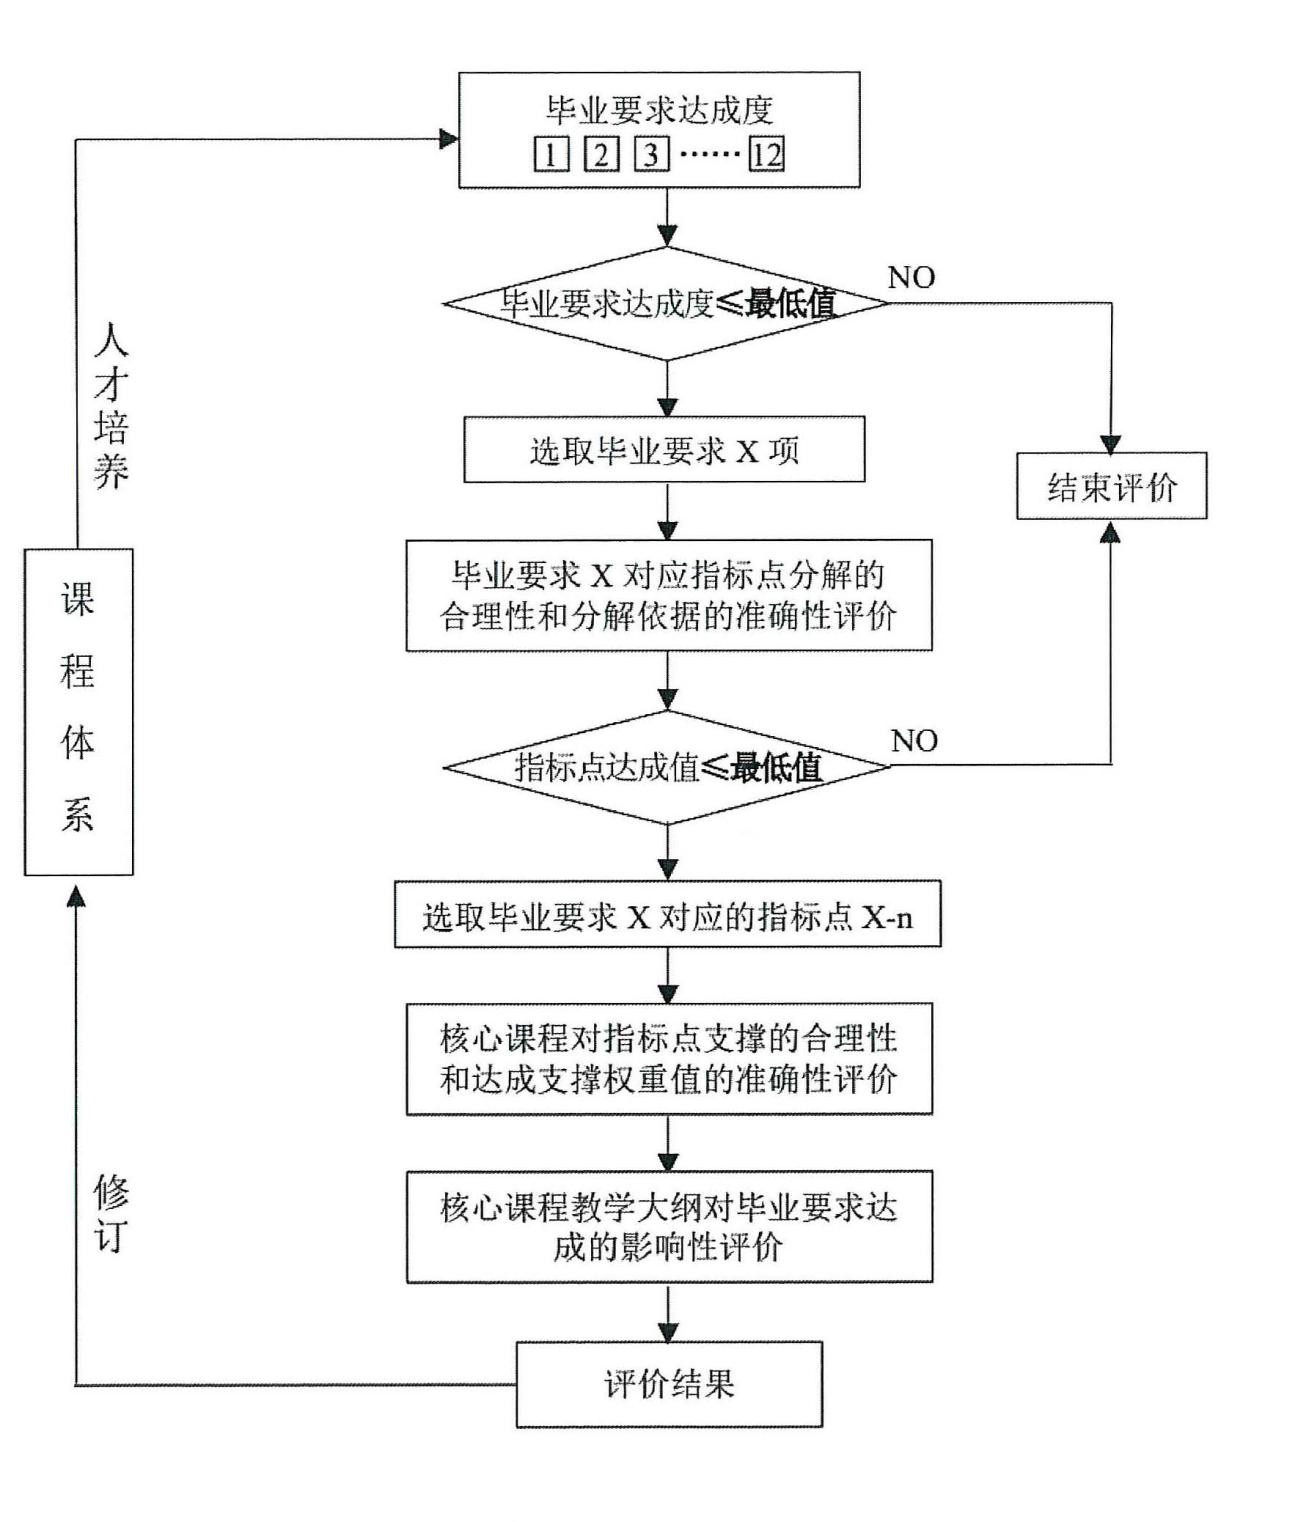 毕业要求达成度
1 2 3 ······ 12
毕业要求达成度≤最低值
NO
人才培养
选取毕业要求 X 项
结束评价
毕业要求 X 对应指标点分解的
合理性和分解依据的准确性评价
课程体系
指标点达成值≤最低值
NO
选取毕业要求 X 对应的指标点 X-n
核心课程对指标点支撑的合理性
和达成支撑权重值的准确性评价
核心课程教学大纲对毕业要求达
成的影响性评价
修订
评价结果